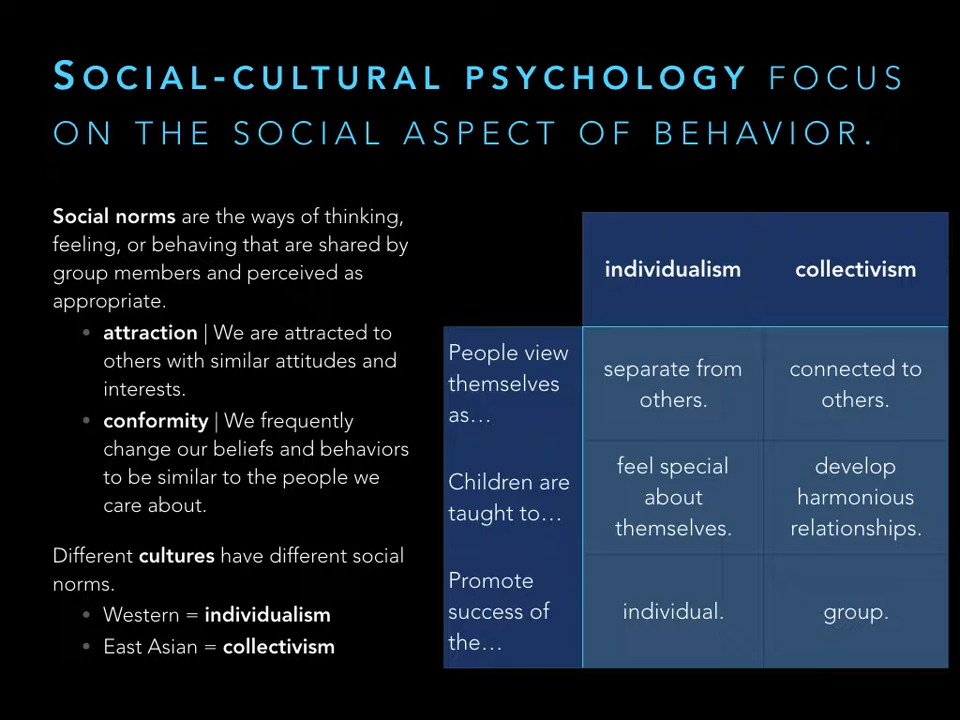 SOCIAL-CULTURAL PSYCHOLOGY FOCUS
ON THE SOCIAL ASPECT OF BEHAVIOR.
Social norms are the ways of thinking,
feeling, or behaving that are shared by
group members and perceived as
appropriate.
• attraction | We are attracted to
others with similar attitudes and
interests.
• conformity | We frequently
change our beliefs and behaviors
to be similar to the people we
care about.
Different cultures have different social
norms.
• Western = individualism
• East Asian = collectivism
individualism
collectivism
People view
themselves
as…
separate from
others.
connected to
others.
Children are
taught to…
feel special
about
themselves.
develop
harmonious
relationships.
Promote
success of
the…
individual.
group.